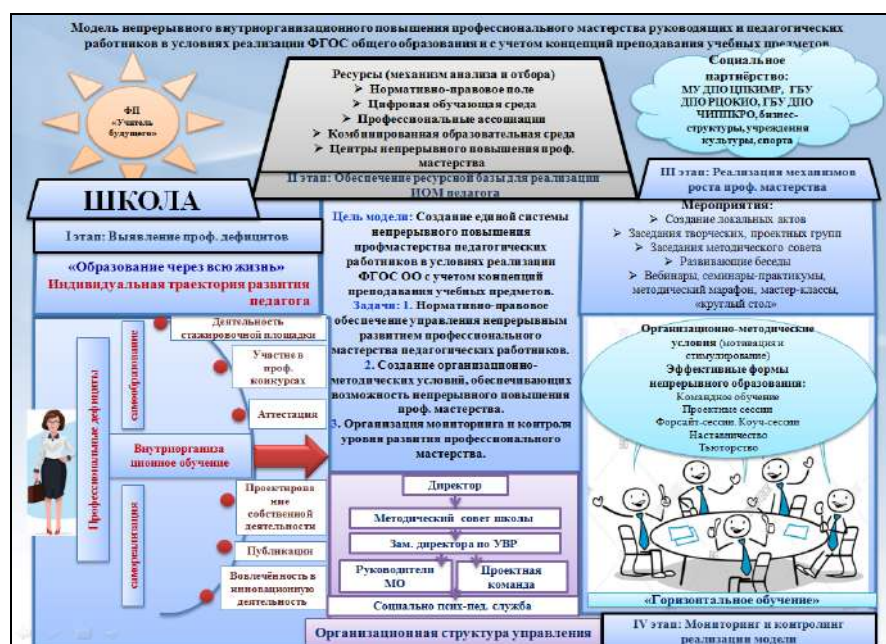 Модель непрерывного внутриорганизационного повышения профессионального мастерства руководящих и педагогических
работников в условиях реализации ФГОС общего образования и с учетом концепций преподавания учебных предметов
ФП
«Учитель
будущего»
Ресурсы (механизм анализа и отбора)
Нормативно-правовое поле
Цифровая обучающая среда
Профессиональные ассоциации
Комбинированная образовательная среда
Центры непрерывного повышения проф.
мастерства
II этап: Обеспечение ресурсной базы для реализации
ИОМ педагога
Социальное
партнёрство:
МУ ДПО ЦПКИМР, ГБУ
ДПО РЦОКИО, ГБУ ДПО
ЧИППКРО, бизнес-
структуры, учреждения
культуры, спорта
ШКОЛА
I этап: Выявление проф. дефицитов
«Образование через всю жизнь»
Индивидуальная траектория развития
педагога
Профессиональные дефициты
самообразование
самореализация
Деятельность
стажировочной площадки
Участие в
проф.
конкурсах
Аттестация
Внутриорганиза
ционное обучение
Проектирова
ние
собственной
деятельности
Публикации
Вовлечённость в
инновационную
деятельность
Цель модели: Создание единой системы
непрерывного повышения
профмастерства педагогических
работников в условиях реализации
ФГОС ОО с учетом концепций
преподавания учебных предметов.
Задачи: 1. Нормативно-правовое
обеспечение управления непрерывным
развитием профессионального
мастерства педагогических работников.
2. Создание организационно-
методических условий, обеспечивающих
возможность непрерывного повышения
проф. мастерства.
3. Организация мониторинга и контроля
уровня развития профессионального
мастерства.
Директор
Методический совет школы
Зам. директора по УВР
Руководители
МО
Проектная
команда
Социально псих-пед. служба
Организационная структура управления
III этап: Реализация механизмов
роста проф. мастерства
Мероприятия:
Создание локальных актов
Заседания творческих, проектных групп
Заседания методического совета
Развивающие беседы
Вебинары, семинары-практикумы,
методический марафон, мастер-классы,
«круглый стол»
Организационно-методические
условия (мотивация и
стимулирование)
Эффективные формы
непрерывного образования:
Командное обучение
Проектные сессии
Форсайт-сессии. Коуч-сессии
Наставничество
Тьюторство
«Горизонтальное обучение»
IV этап: Мониторинг и контролинг
реализации модели